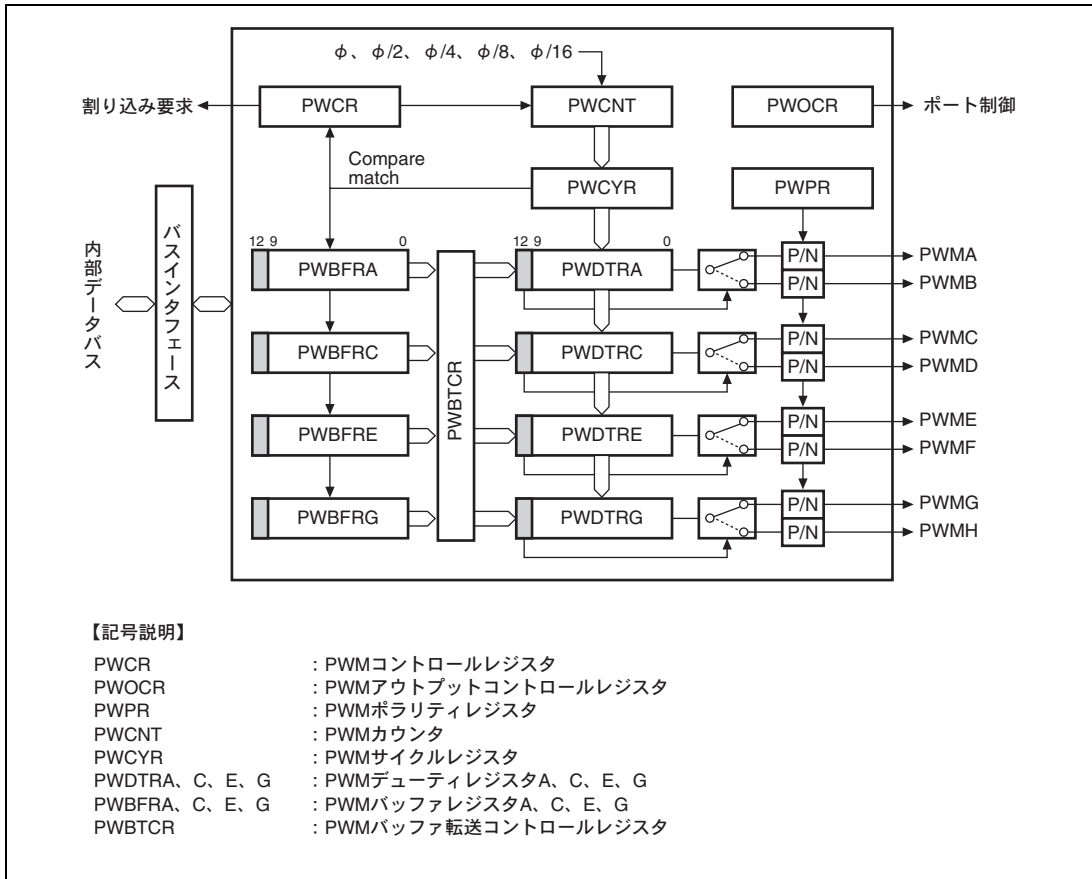 φ、φ/2、φ/4、φ/8、φ/16
割り込み要求
PWCR
PWCNT
PWOCR
ポート制御
Compare
match
PWCYR
PWPR
内部データバス
バスインタフェース
12 9 0
PWBFRA
PWBTCR
12 9 0
PWDTRA
P/N
PWMA
P/N
PWMB
PWBFRC
PWDTRC
P/N
PWMC
P/N
PWMD
PWBFRE
PWDTRE
P/N
PWME
P/N
PWMF
PWBFRG
PWDTRG
P/N
PWMG
P/N
PWMH
【記号説明】
PWCR : PWMコントロールレジスタ
PWOCR : PWMアウトプットコントロールレジスタ
PWPR : PWMポラリティレジスタ
PWCNT : PWMカウンタ
PWCYR : PWMサイクルレジスタ
PWDTRA、C、E、G : PWMデューティレジスタA、C、E、G
PWBFRA、C、E、G : PWMバッファレジスタA、C、E、G
PWBTCR : PWMバッファ転送コントロールレジスタ